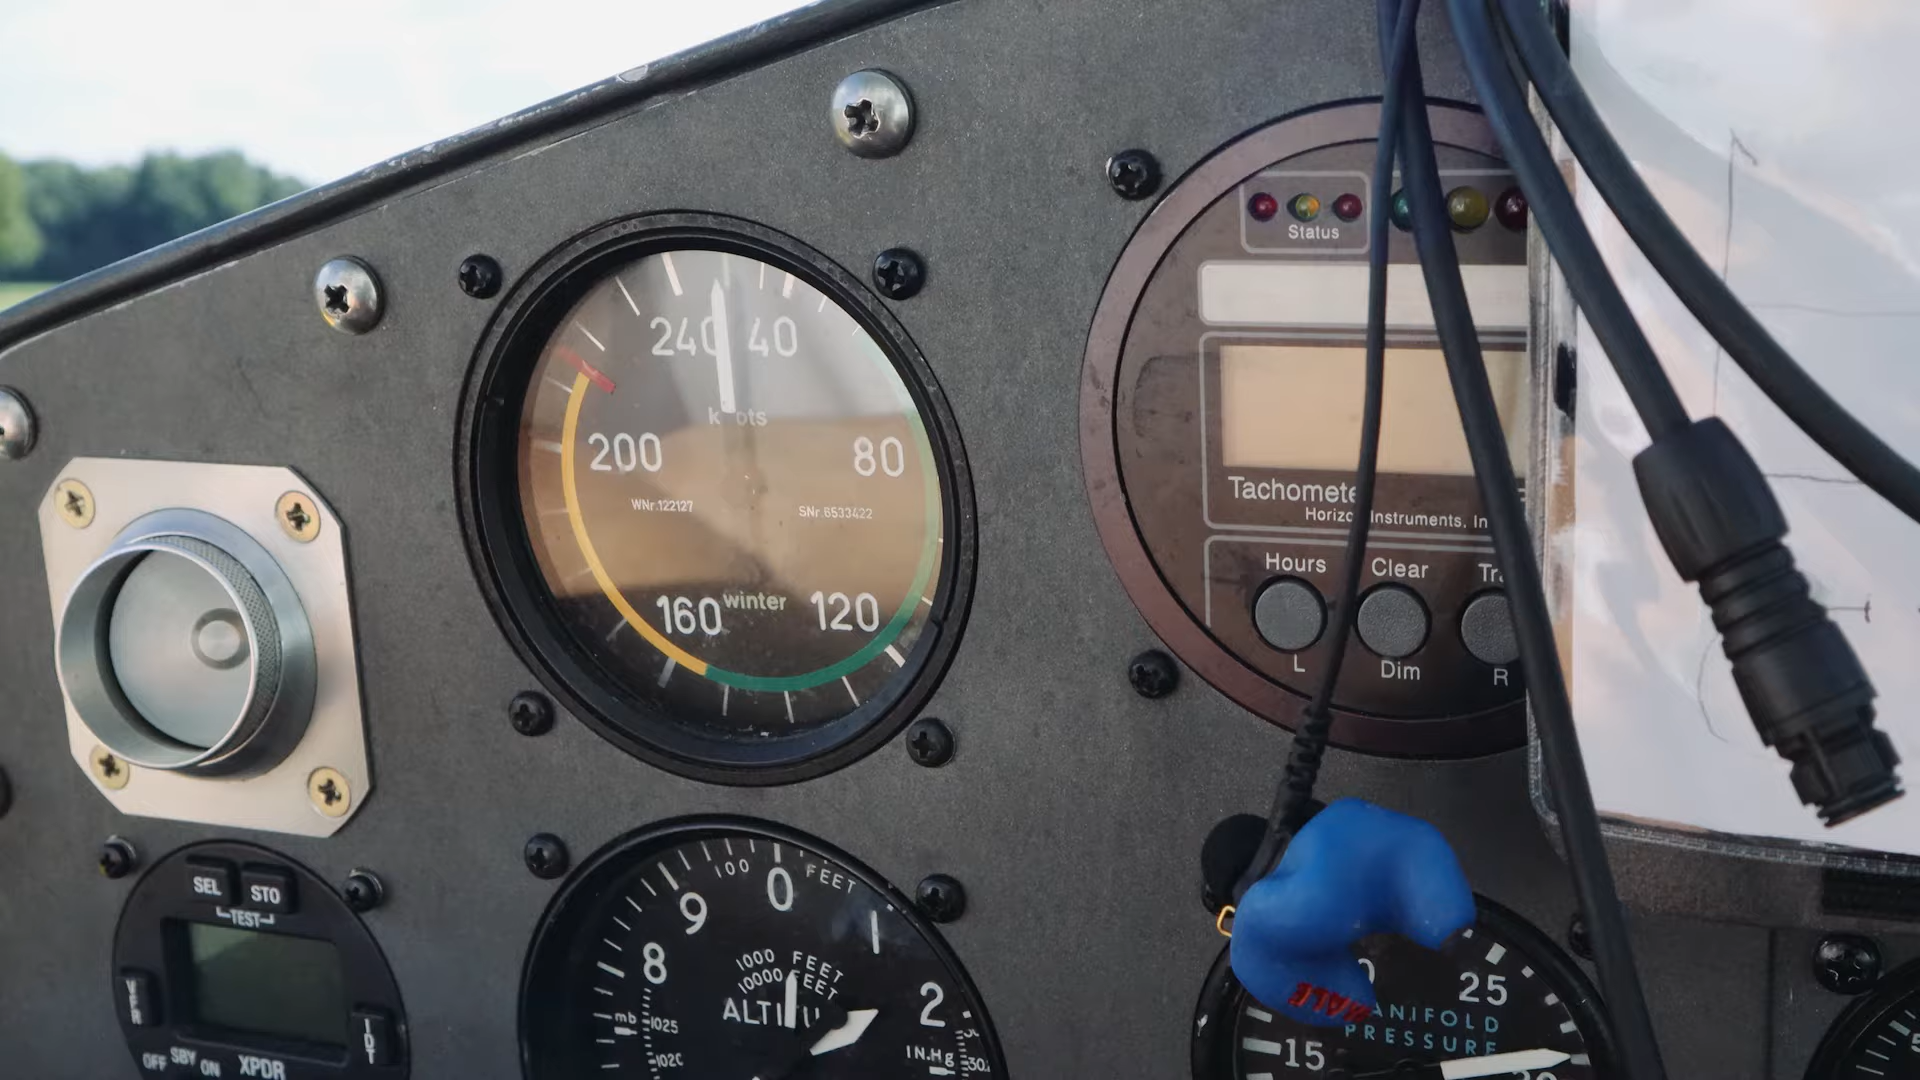 Status
240 40
knots
200 80
WNr.122127 SNr.6533422
160 winter 120
Tachomete
Horizo Instruments, In
Hours Clear
L Dim R
SEL STO
TEST
VFR
IDT
OFF SBY ON XPDR
100 0 FEET
9 1
8 2
1000 FEET
10000 FEET
ALTI
mb 1025
IN.Hg 30
25
MANIFOLD
PRESSURE
15